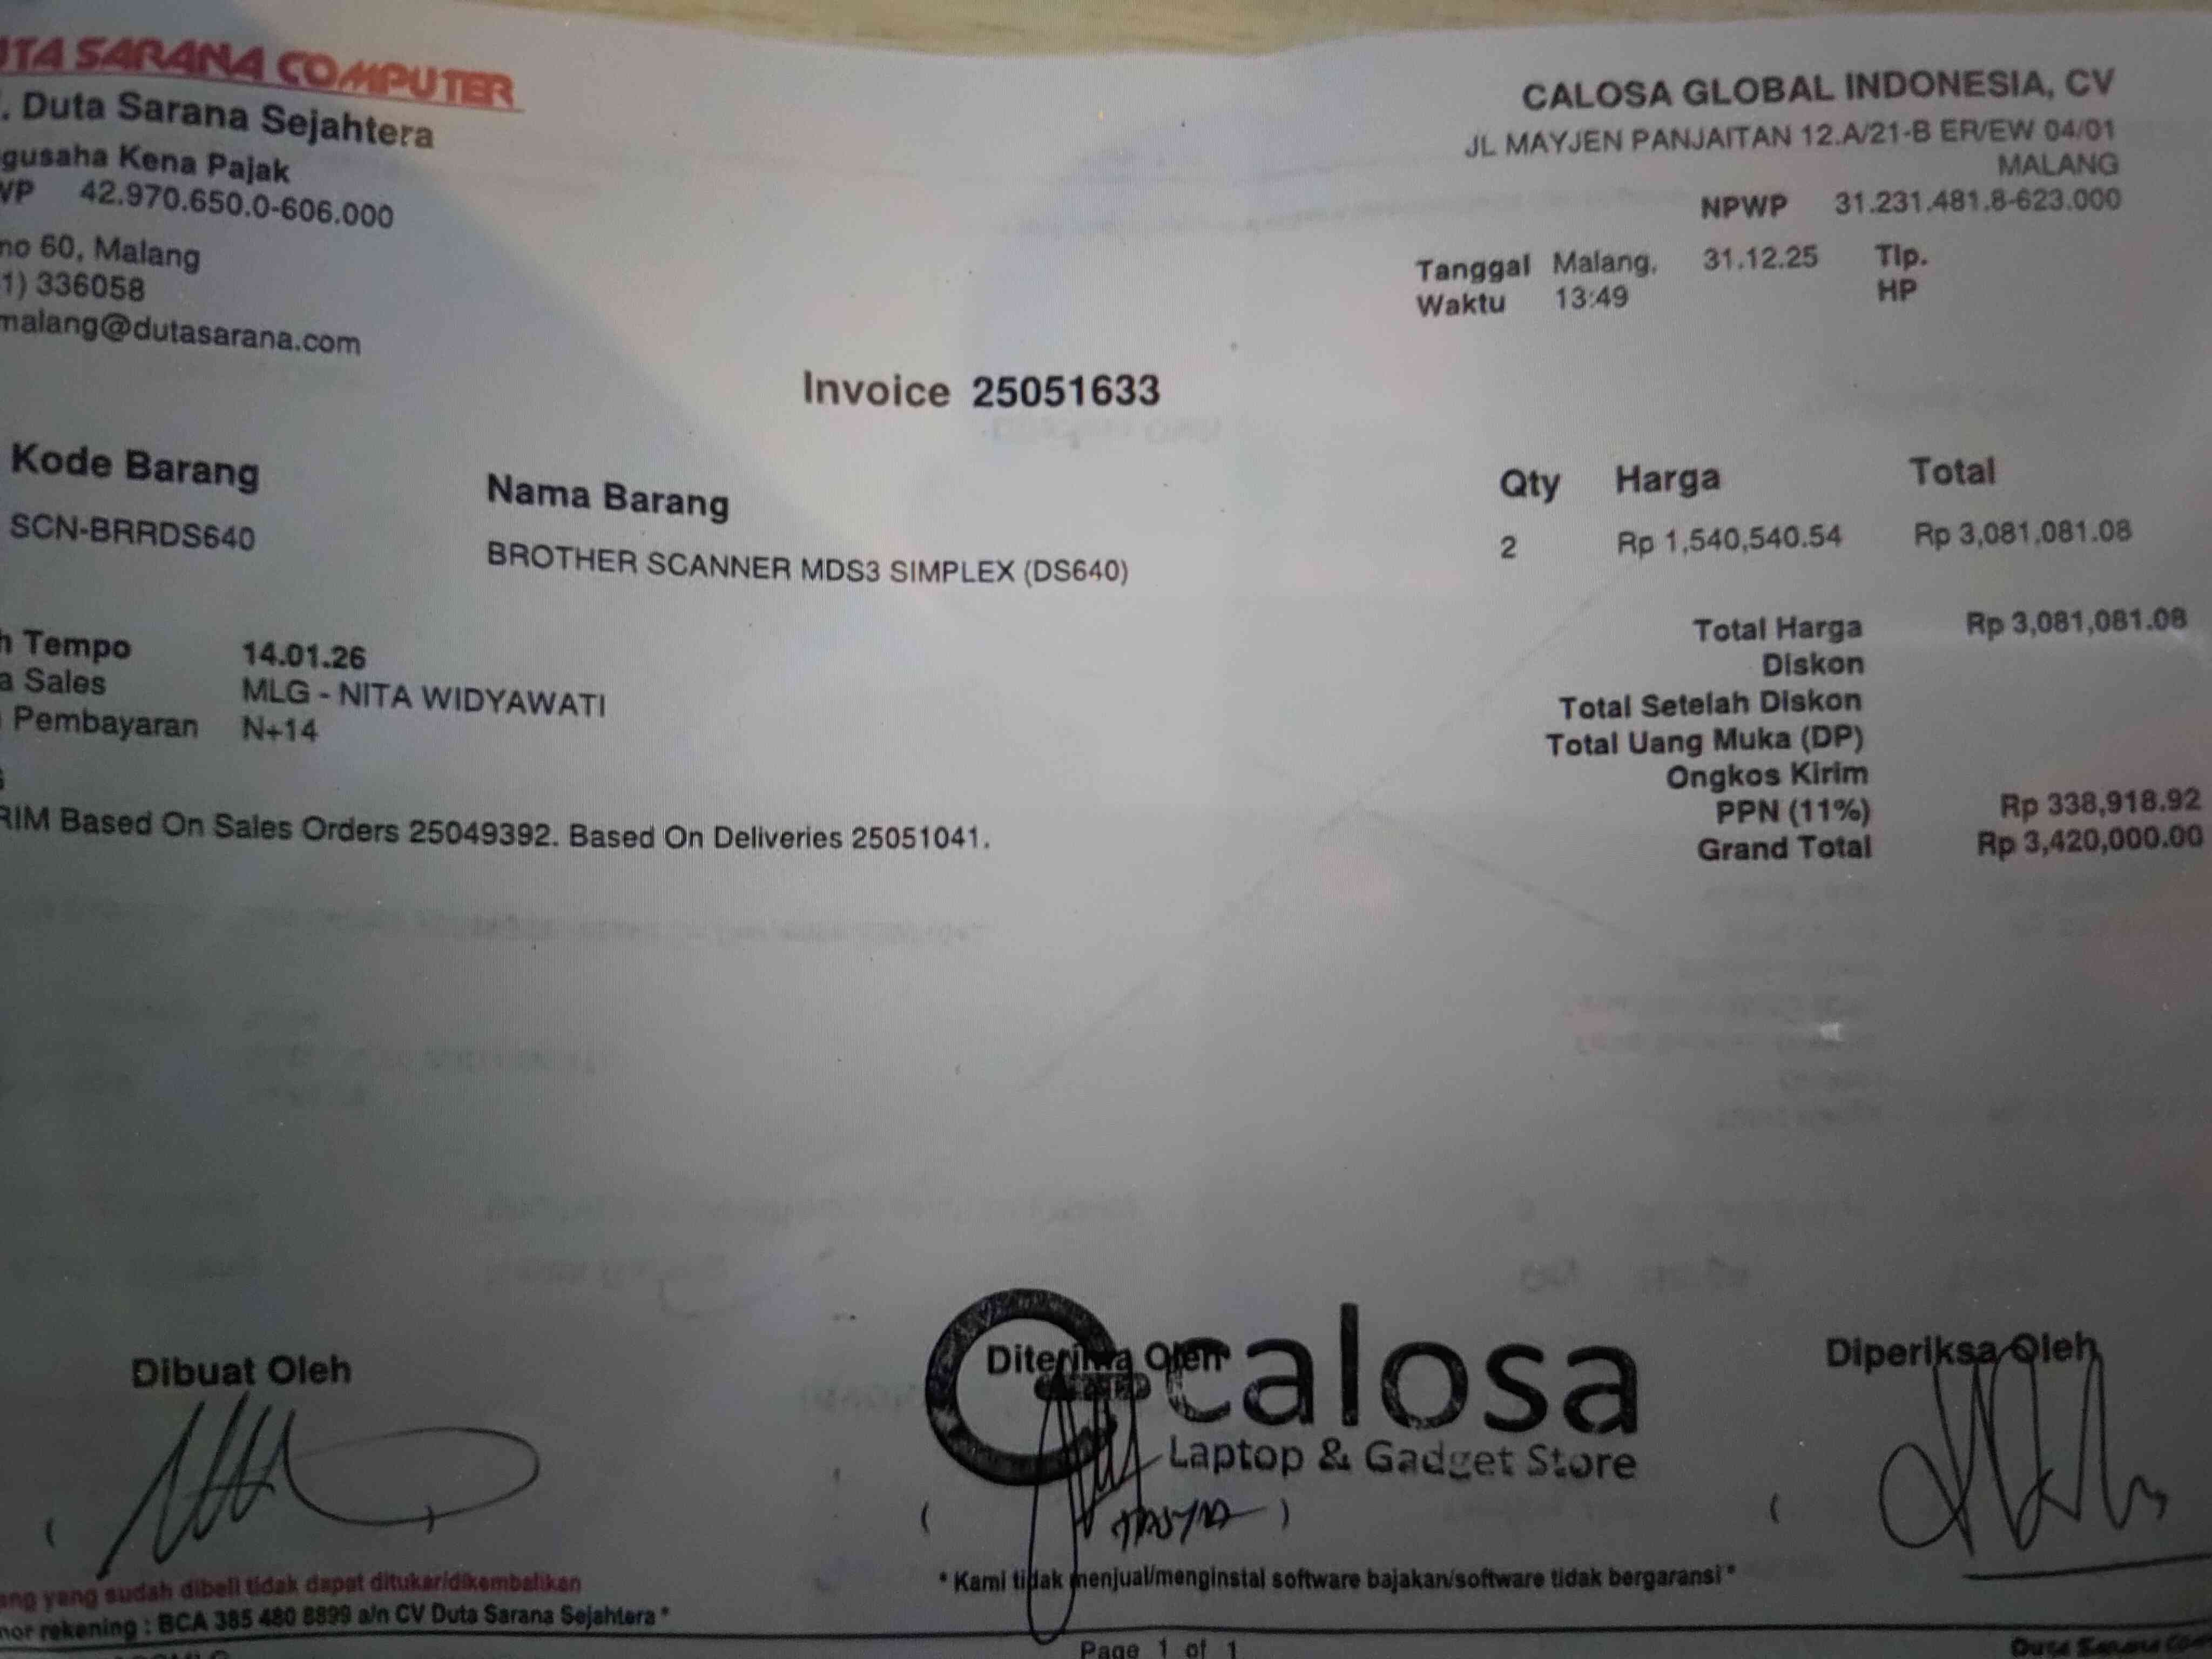 UTA SARANA COMPUTER
. Duta Sarana Sejahtera
gusaha Kena Pajak
WP 42.970.650.0-606.000
no 60, Malang
1) 336058
malang@dutasarana.com
CALOSA GLOBAL INDONESIA, CV
JL MAYJEN PANJAITAN 12.A/21-B ER/EW 04/01
MALANG
NPWP 31.231.481.8-623.000
Tanggal Malang, 31.12.25 Tlp.
Waktu 13:49 HP
Invoice 25051633
Kode Barang Nama Barang Qty Harga Total
SCN-BRRDS640 BROTHER SCANNER MDS3 SIMPLEX (DS640) 2 Rp 1,540,540.54 Rp 3,081,081.08
h Tempo 14.01.26
a Sales MLG - NITA WIDYAWATI
Pembayaran N+14
RIM Based On Sales Orders 25049392. Based On Deliveries 25051041.
Total Harga Rp 3,081,081.08
Diskon
Total Setelah Diskon
Total Uang Muka (DP)
Ongkos Kirim
PPN (11%) Rp 338,918.92
Grand Total Rp 3,420,000.00
Dibuat Oleh Diterima Oleh Diperiksa Oleh
calosa
Laptop & Gadget Store
ang yang sudah dibeli tidak dapat ditukar/dikembalikan
nor rekening : BCA 385 480 8899 a/n CV Duta Sarana Sejahtera *
* Kami tidak menjual/menginstal software bajakan/software tidak bergaransi *
Page 1 of 1
Duta Sarana Com